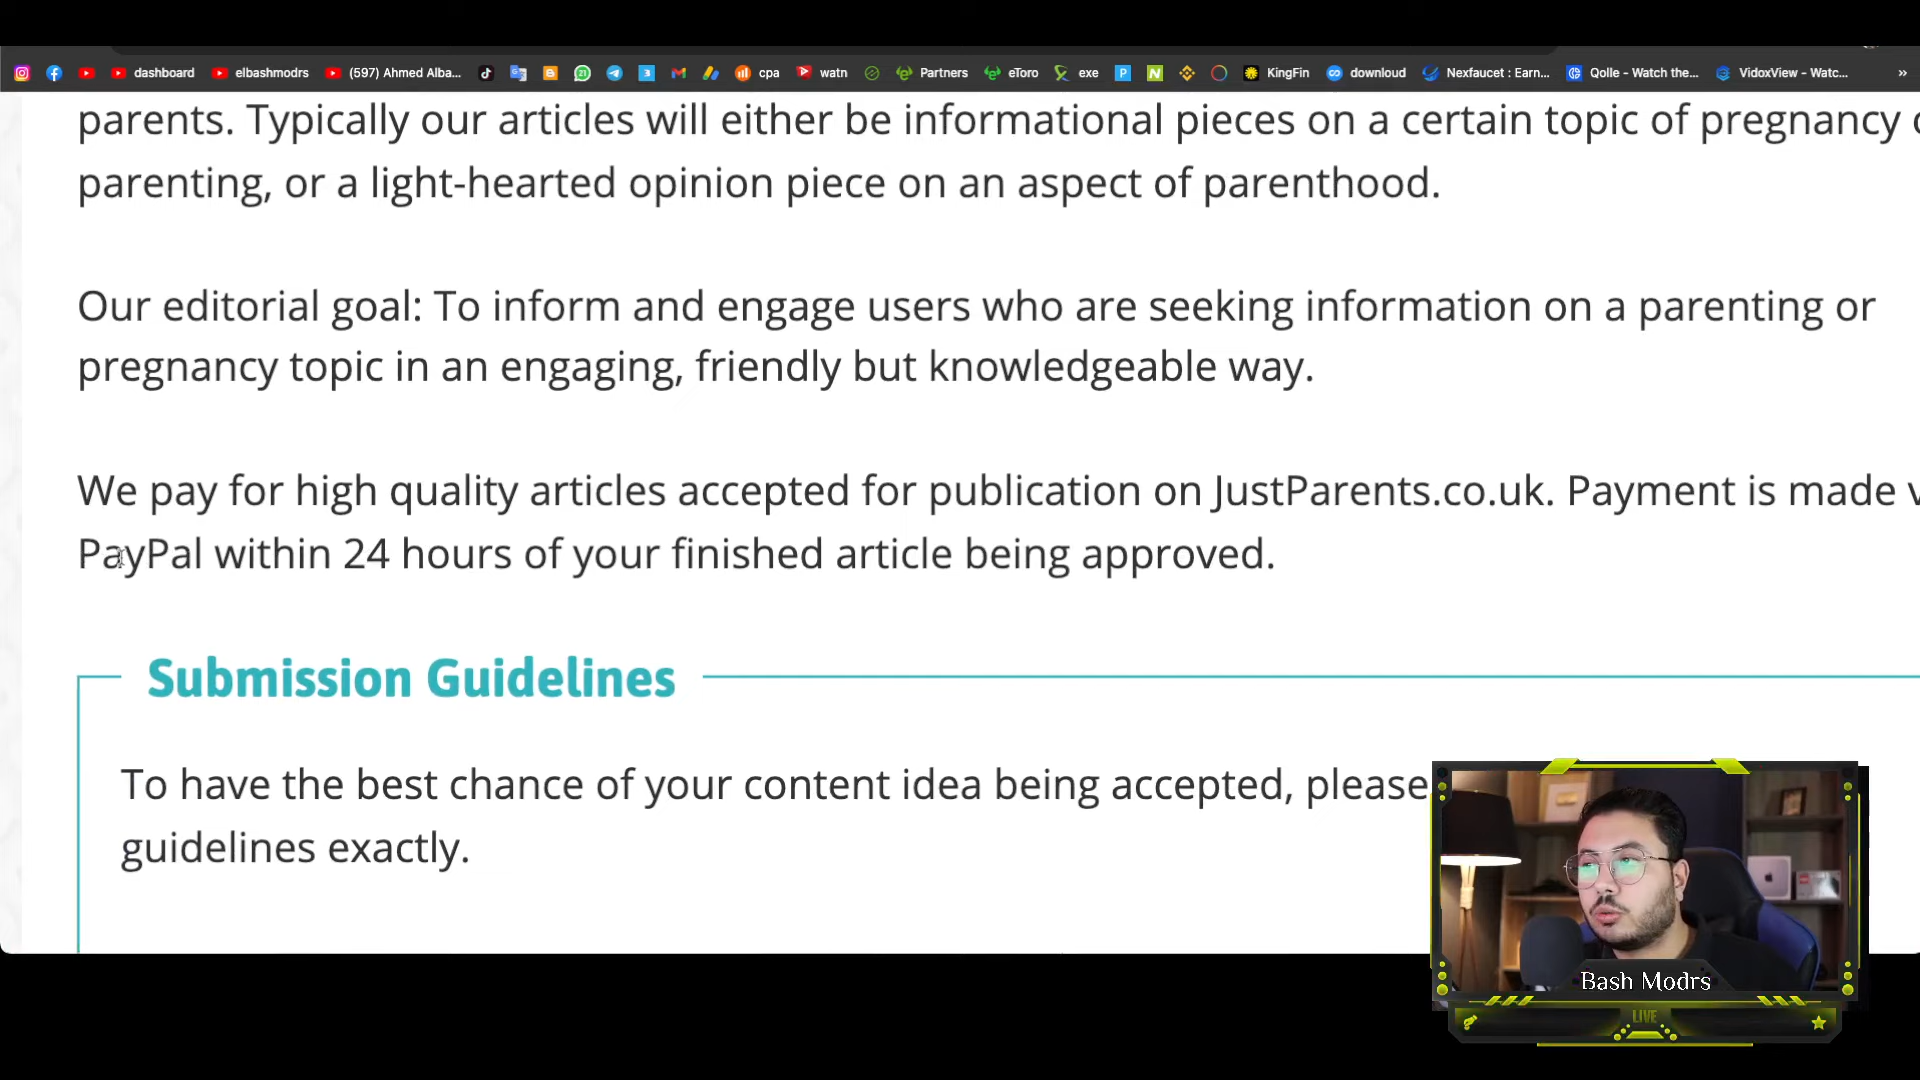 dashboard elbashmodrs (597) Ahmed Alba... cpa watn Partners eToro exe KingFin downloud Nexfaucet : Earn... Qolle - Watch the... VidoxView - Watc... »
parents. Typically our articles will either be informational pieces on a certain topic of pregnancy
parenting, or a light-hearted opinion piece on an aspect of parenthood.
Our editorial goal: To inform and engage users who are seeking information on a parenting or
pregnancy topic in an engaging, friendly but knowledgeable way.
We pay for high quality articles accepted for publication on JustParents.co.uk. Payment is made
PayPal within 24 hours of your finished article being approved.
Submission Guidelines
To have the best chance of your content idea being accepted, please
guidelines exactly.
Bash Modrs
LIVE